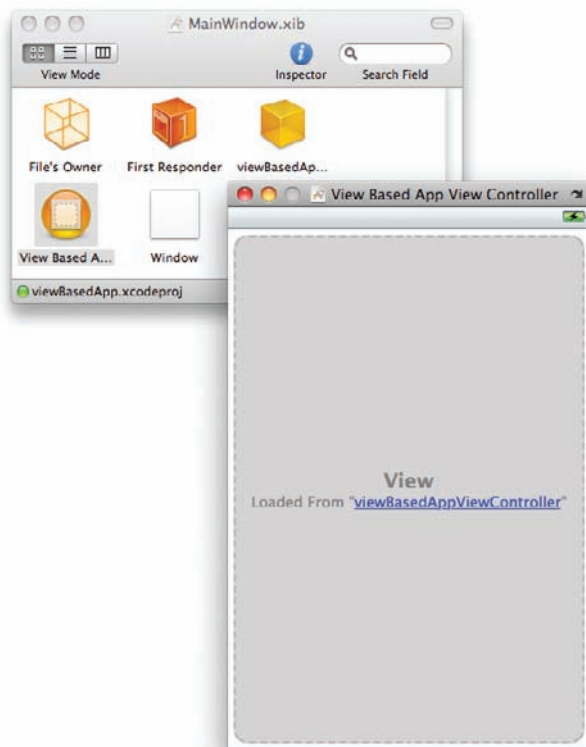 MainWindow.xib
View Mode
Inspector
Search Field
File's Owner
First Responder
viewBasedAp...
View Based A...
Window
viewBasedApp.xcodeproj
View Based App View Controller
View
Loaded From "viewBasedAppViewController"